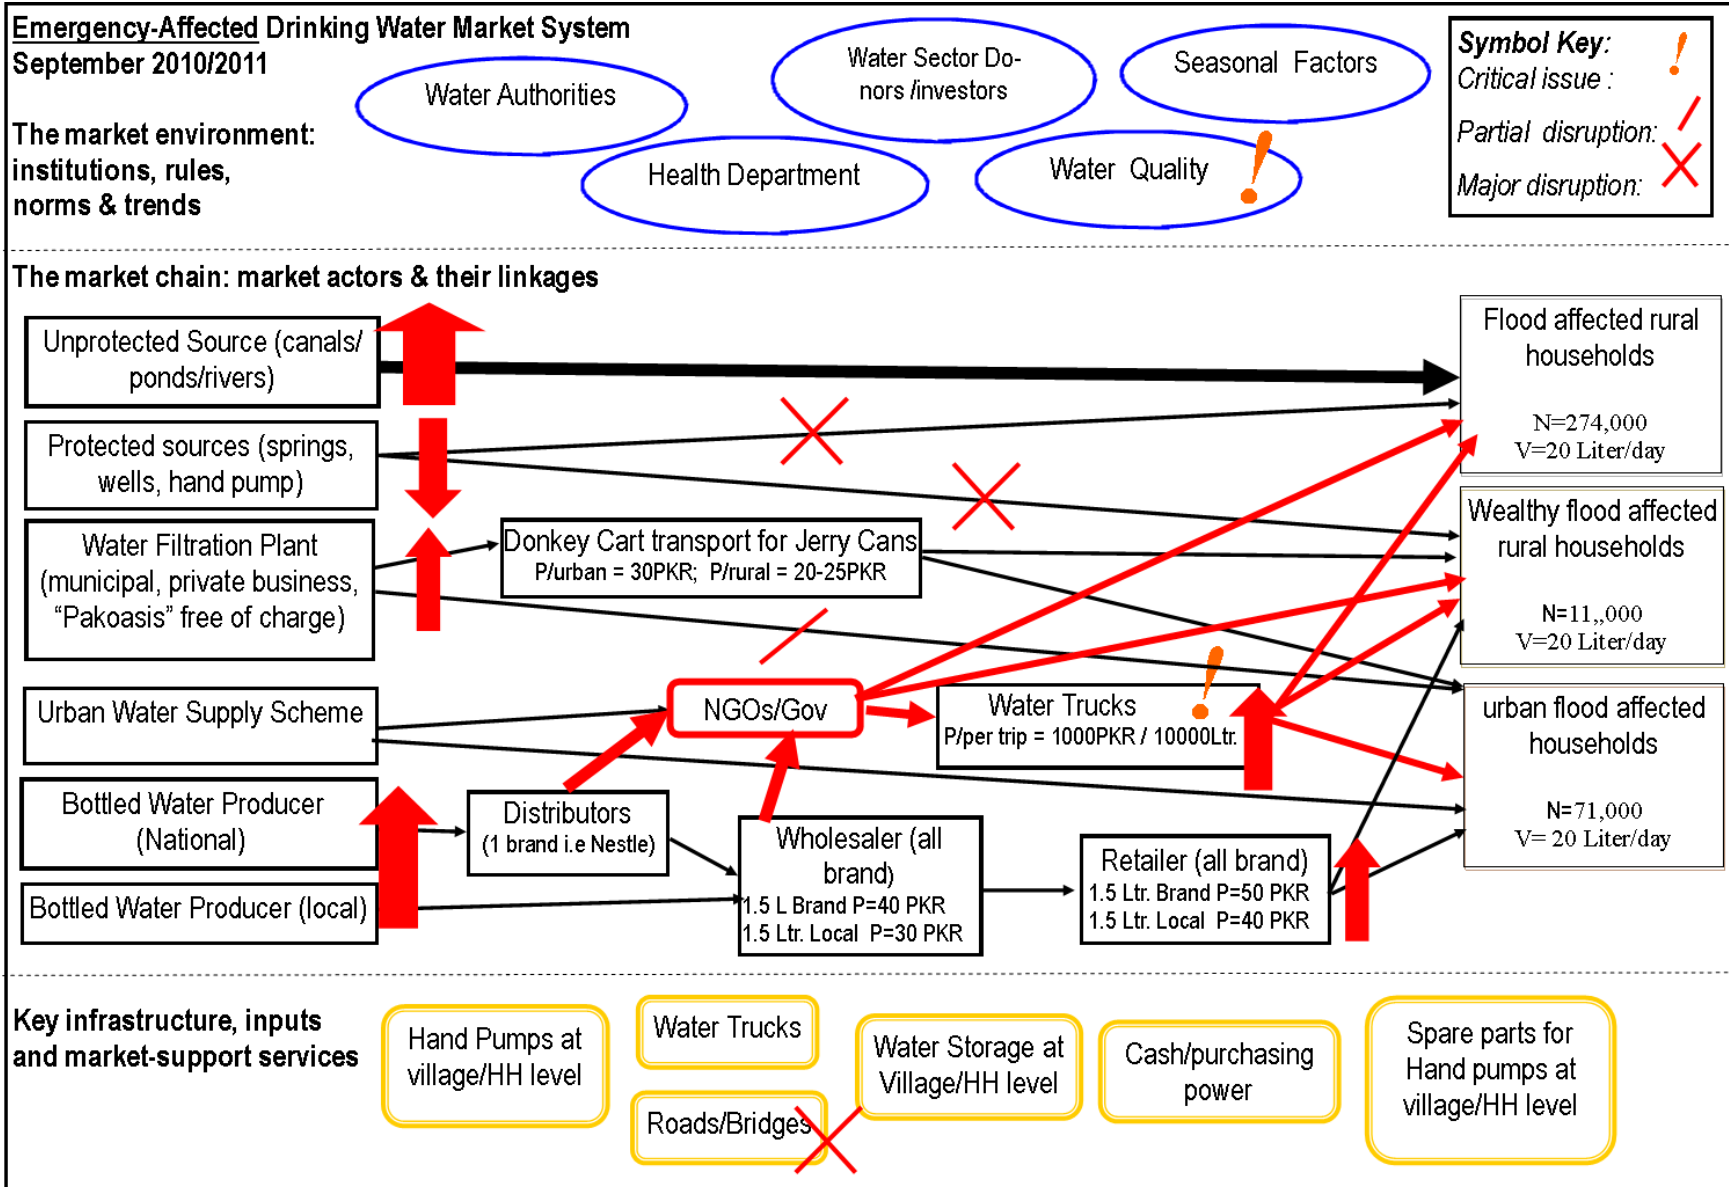 Emergency-Affected Drinking Water Market System
September 2010/2011
The market environment:
institutions, rules,
norms & trends
Water Authorities
Water Sector Do-
nors /investors
Seasonal Factors
Health Department
Water Quality
Symbol Key:
Critical issue :
Partial disruption:
Major disruption:
The market chain: market actors & their linkages
Unprotected Source (canals/
ponds/rivers)
Protected sources (springs,
wells, hand pump)
Water Filtration Plant
(municipal, private business,
“Pakoasis” free of charge)
Urban Water Supply Scheme
Bottled Water Producer
(National)
Bottled Water Producer (local)
Donkey Cart transport for Jerry Cans
P/urban = 30PKR; P/rural = 20-25PKR
NGOs/Gov
Water Trucks
P/per trip = 1000PKR / 10000Ltr.
Distributors
(1 brand i.e Nestle)
Wholesaler (all
brand)
1.5 L Brand P=40 PKR
1.5 Ltr. Local P=30 PKR
Retailer (all brand)
1.5 Ltr. Brand P=50 PKR
1.5 Ltr. Local P=40 PKR
Flood affected rural
households
N=274,000
V=20 Liter/day
Wealthy flood affected
rural households
N=11,,000
V=20 Liter/day
urban flood affected
households
N=71,000
V= 20 Liter/day
Key infrastructure, inputs
and market-support services
Hand Pumps at
village/HH level
Water Trucks
Roads/Bridges
Water Storage at
Village/HH level
Cash/purchasing
power
Spare parts for
Hand pumps at
village/HH level